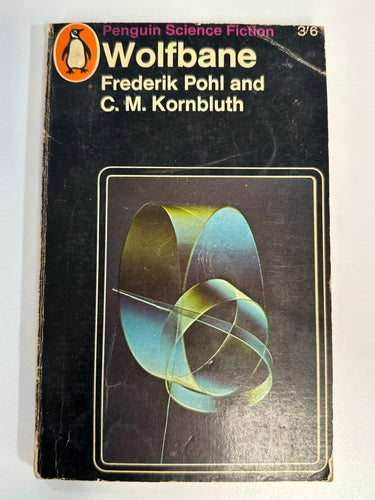 Penguin Science Fiction 3/6
Wolfbane
Frederik Pohl and
C. M. Kornbluth